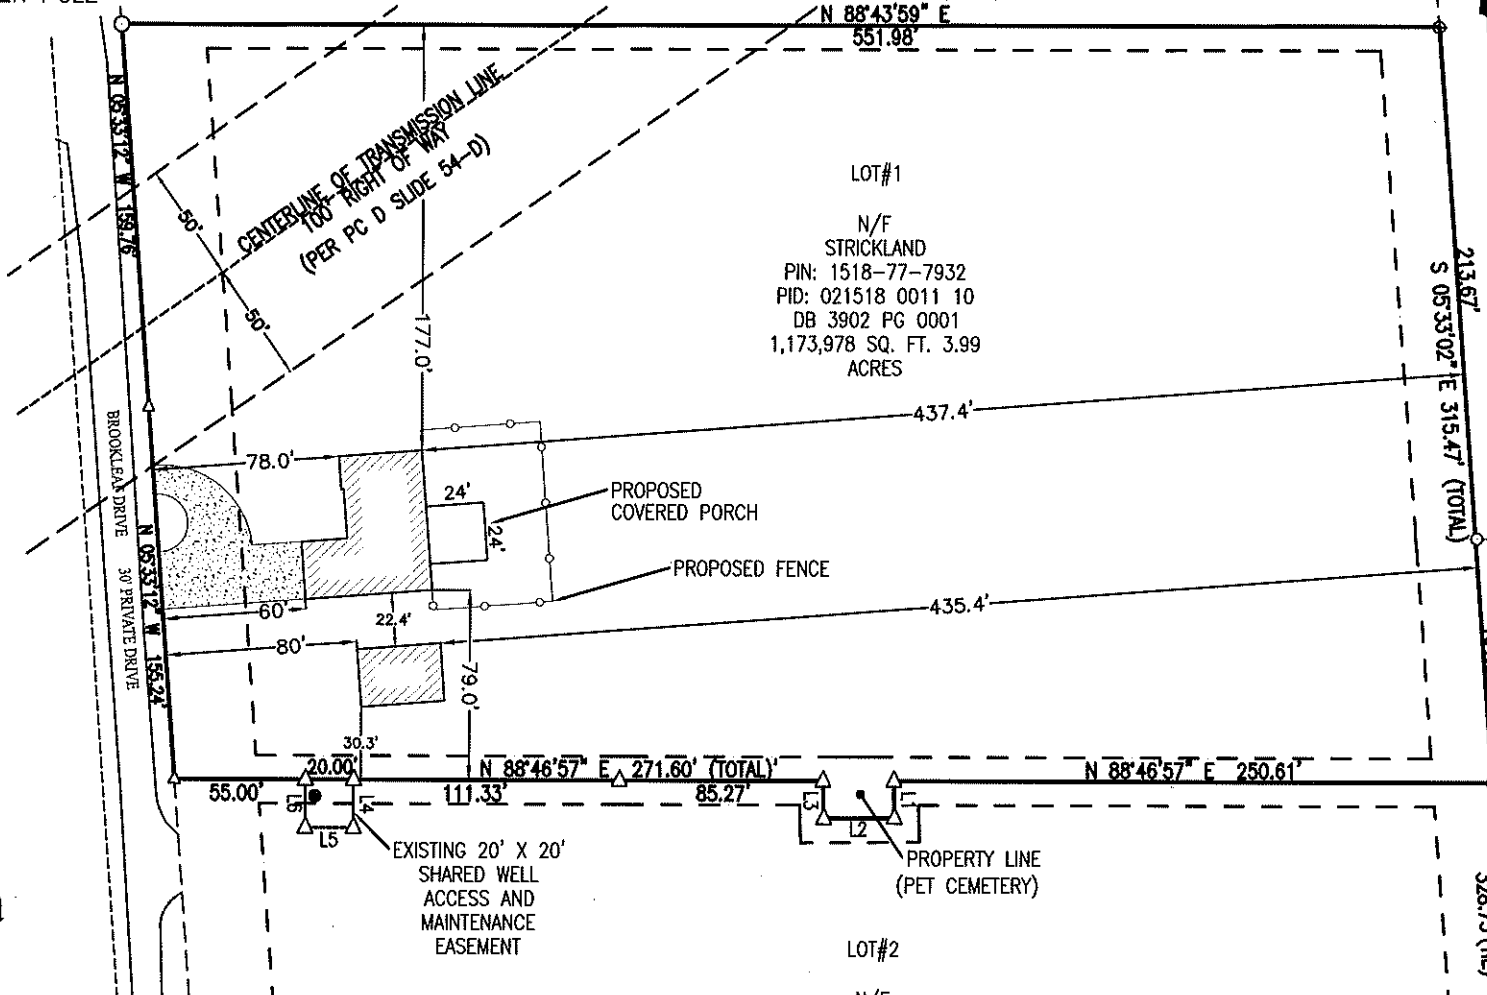 N 88°43'59" E
551.98'
N 05°33'12" W 159.76'
CENTERLINE OF TRANSMISSION LINE
100' RIGHT OF WAY
(PER PC D SLIDE 54-D)
50'
50'
177.0'
LOT#1
N/F
STRICKLAND
PIN: 1518-77-7932
PID: 021518 0011 10
DB 3902 PG 0001
1,173,978 SQ. FT. 3.99
ACRES
213.67'
S 05°33'02" E 315.47' (TOTAL)
437.4'
78.0'
24'
24'
PROPOSED
COVERED PORCH
PROPOSED FENCE
BROOKLEAF DRIVE 30' PRIVATE DRIVE
N 05°33'12" W 155.24'
60'
22.4'
435.4'
80'
79.0'
30.3'
20.00'
N 88°46'57" E 271.60' (TOTAL)
N 88°46'57" E 250.61'
55.00'
111.33'
85.27'
L6
L4
L5
L3
L1
L2
EXISTING 20' X 20'
SHARED WELL
ACCESS AND
MAINTENANCE
EASEMENT
PROPERTY LINE
(PET CEMETERY)
LOT#2
N/F